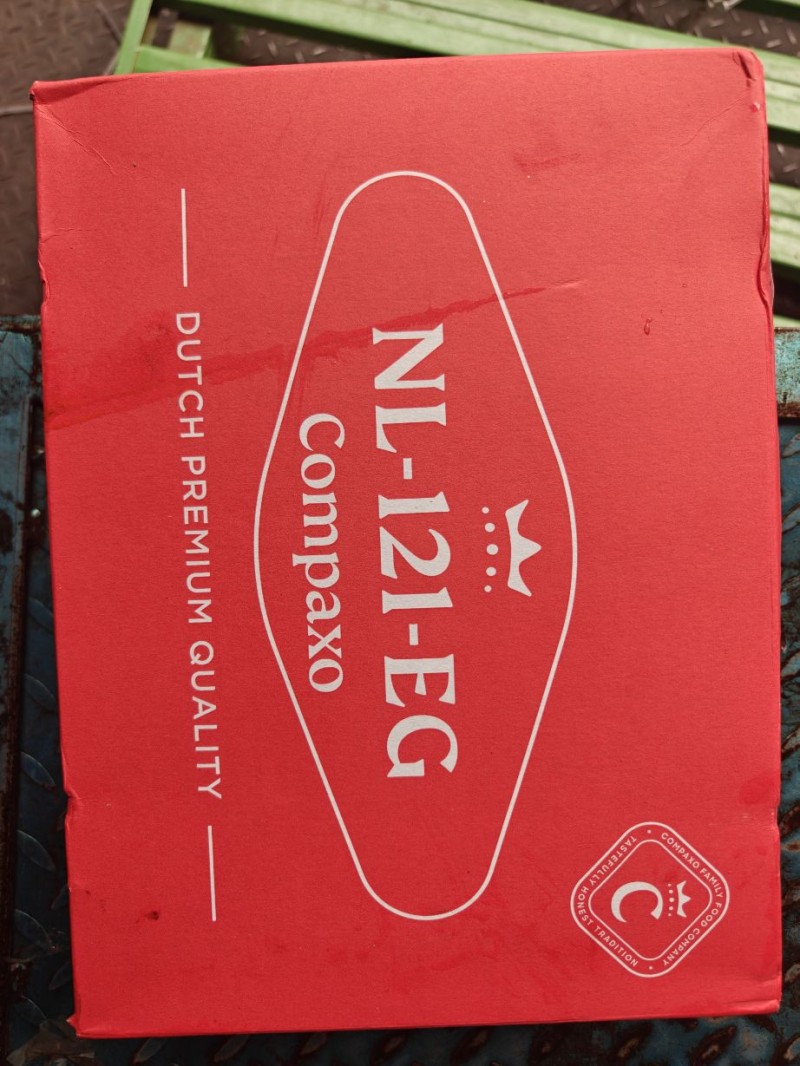 COMPAXO FAMILY FOOD COMPANY
C
TASTEFULLY HONEST TRADITION
NL-121-EG
Compaxo
DUTCH PREMIUM QUALITY